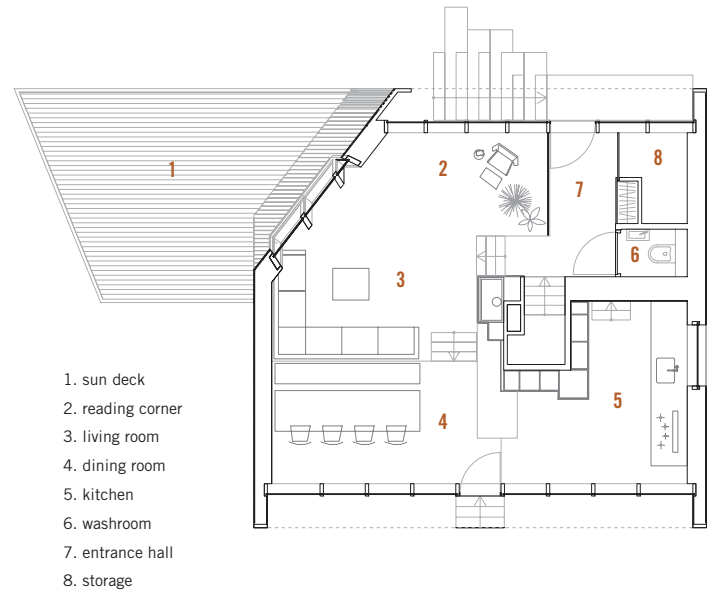 1
2
3
4
5
6
7
8
1. sun deck
2. reading corner
3. living room
4. dining room
5. kitchen
6. washroom
7. entrance hall
8. storage